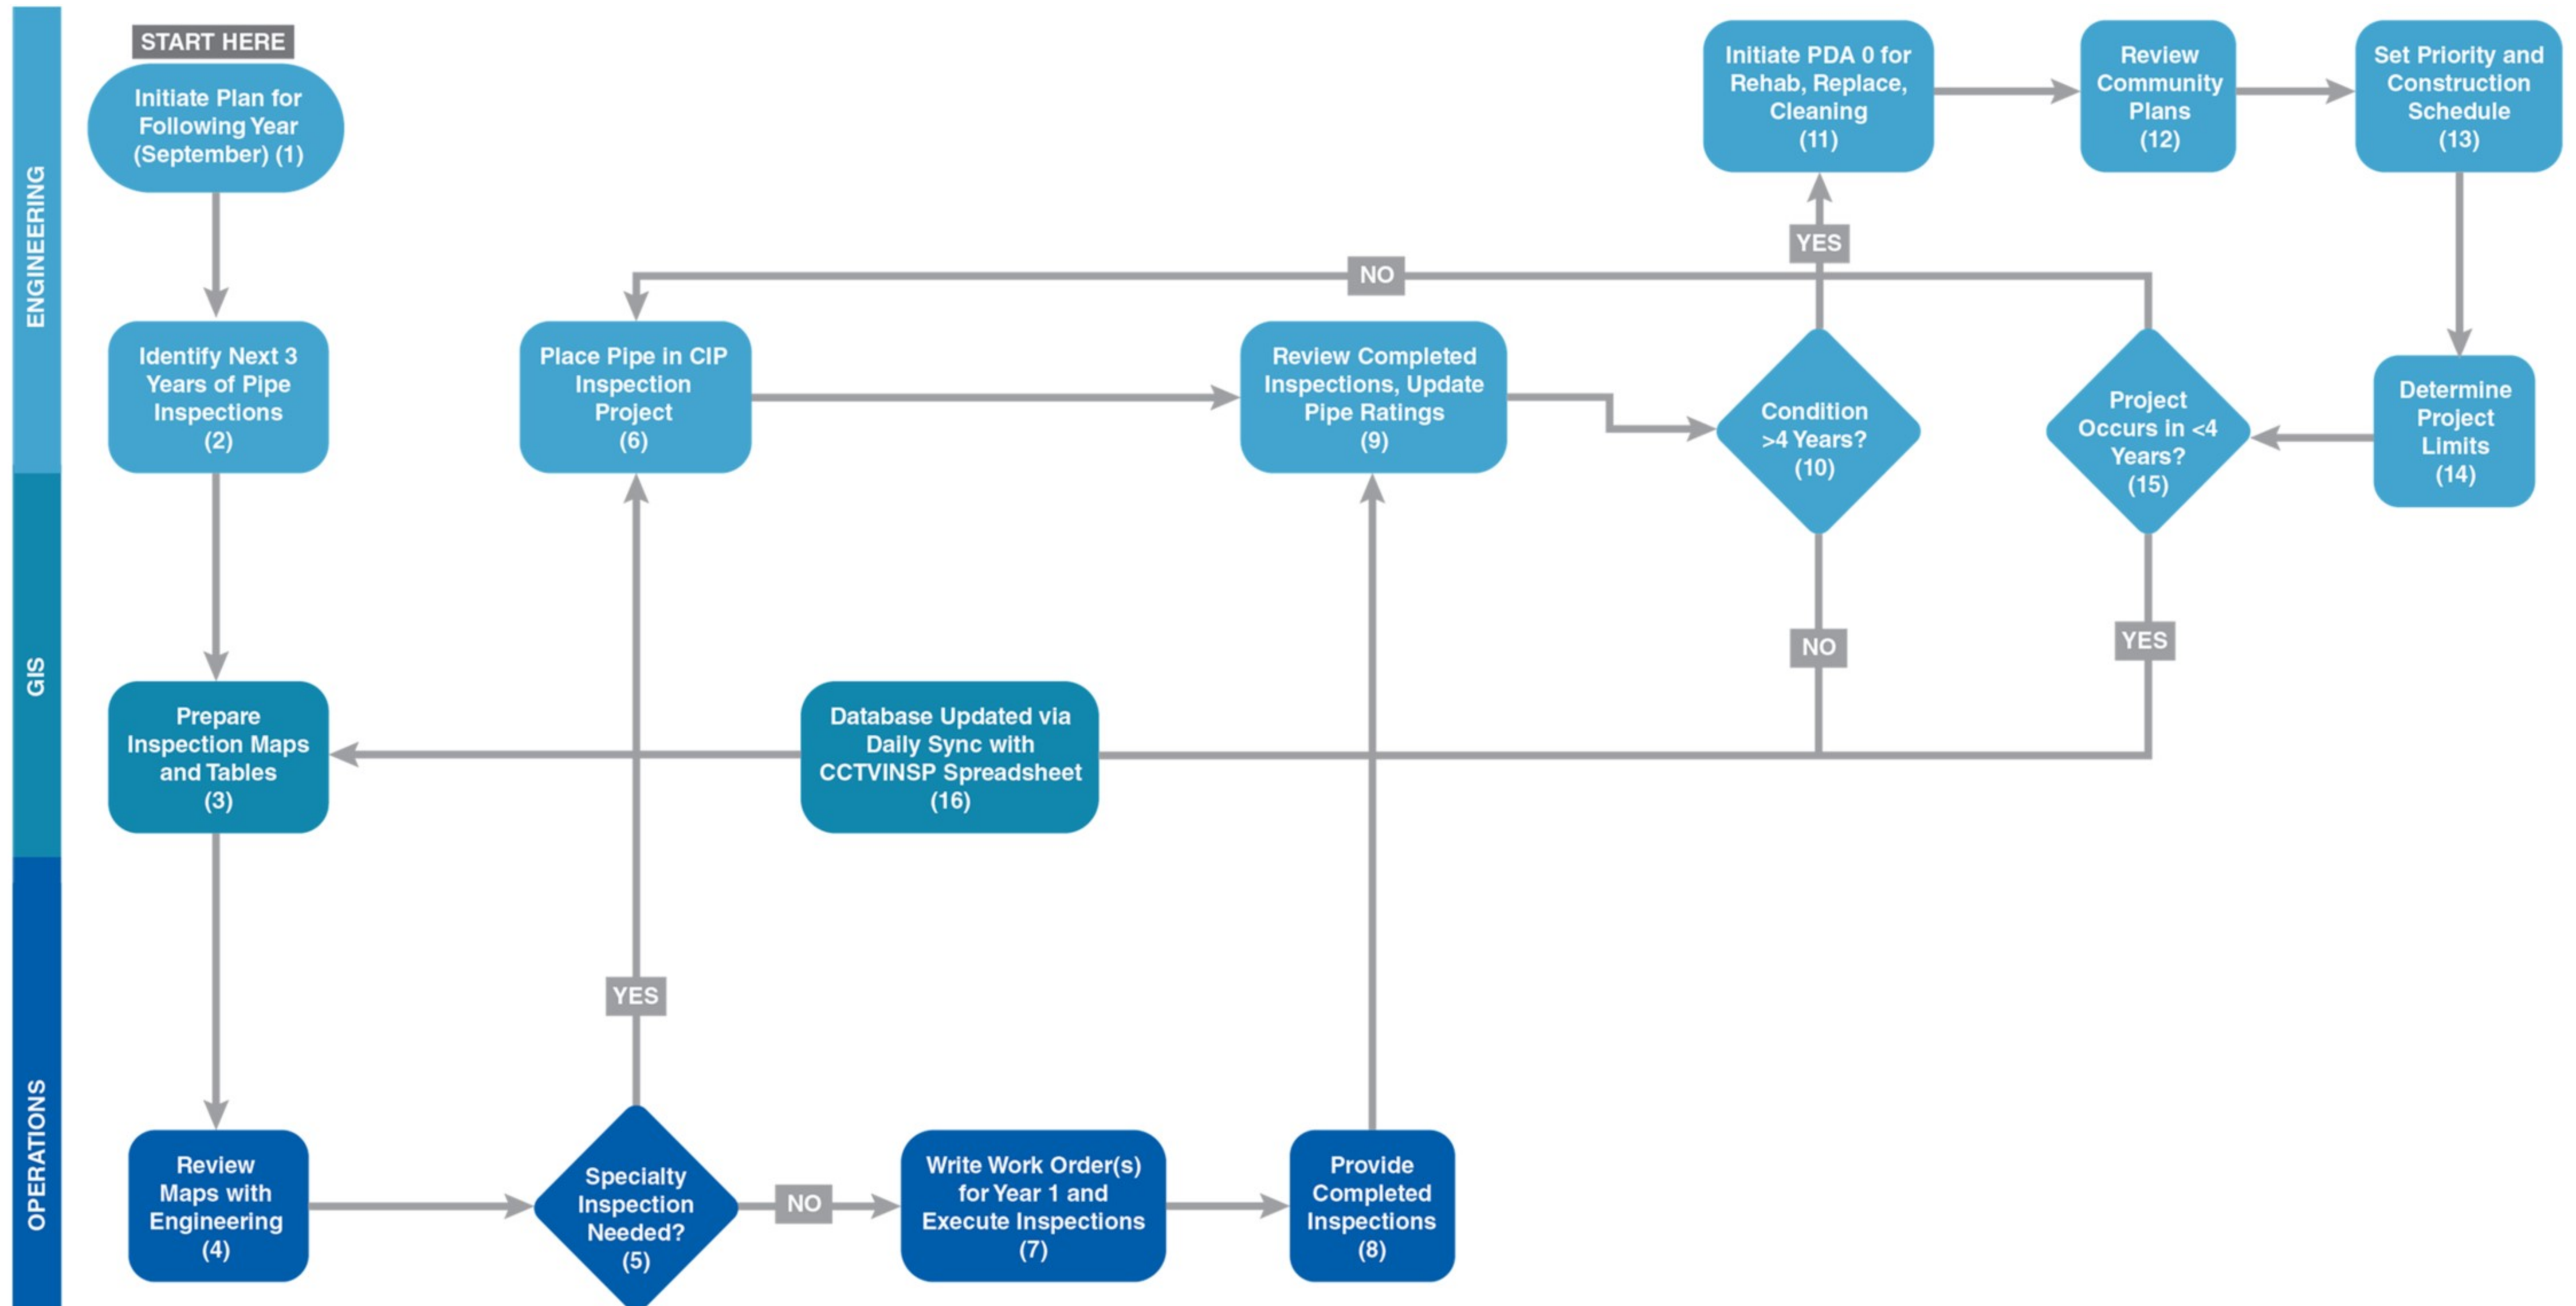 ENGINEERING
GIS
OPERATIONS
START HERE
Initiate Plan for
Following Year
(September) (1)
Identify Next 3
Years of Pipe
Inspections
(2)
Prepare
Inspection Maps
and Tables
(3)
Review
Maps with
Engineering
(4)
Specialty
Inspection
Needed?
(5)
YES
NO
Place Pipe in CIP
Inspection
Project
(6)
Write Work Order(s)
for Year 1 and
Execute Inspections
(7)
Provide
Completed
Inspections
(8)
Review Completed
Inspections, Update
Pipe Ratings
(9)
Condition
>4 Years?
(10)
YES
NO
Initiate PDA 0 for
Rehab, Replace,
Cleaning
(11)
Review
Community
Plans
(12)
Set Priority and
Construction
Schedule
(13)
Determine
Project
Limits
(14)
Project
Occurs in <4
Years?
(15)
NO
YES
Database Updated via
Daily Sync with
CCTVINSP Spreadsheet
(16)